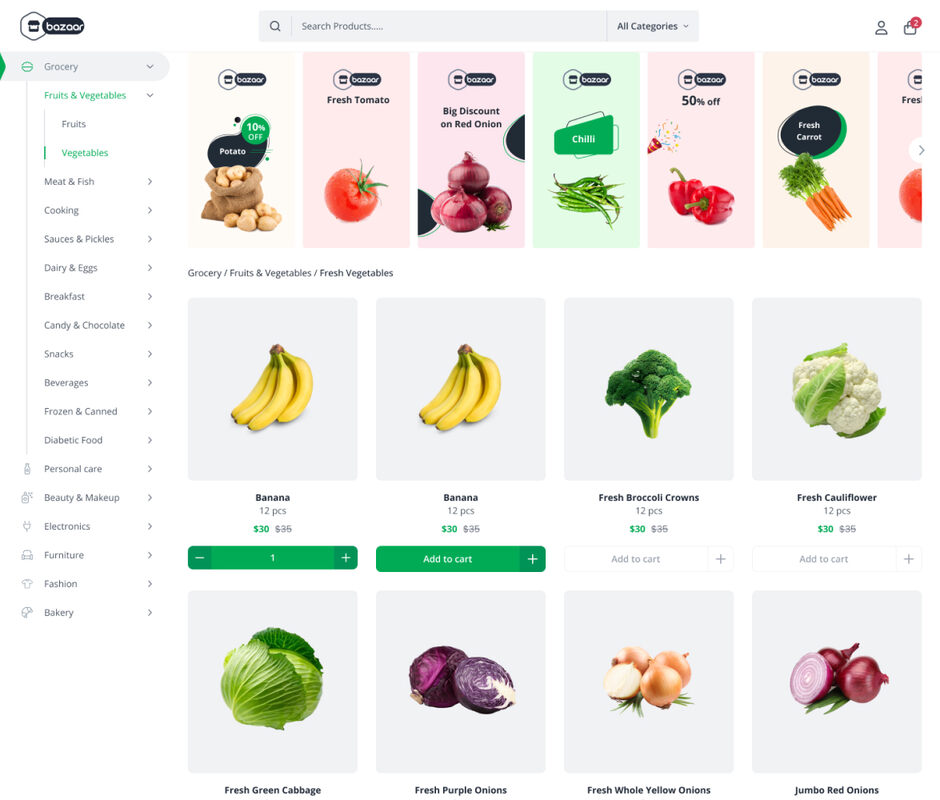 bazaar
Search Products.....
All Categories
2
Grocery
Fruits & Vegetables
Fruits
Vegetables
Meat & Fish
Cooking
Sauces & Pickles
Dairy & Eggs
Breakfast
Candy & Chocolate
Snacks
Beverages
Frozen & Canned
Diabetic Food
Personal care
Beauty & Makeup
Electronics
Furniture
Fashion
Bakery
bazaar
10%
OFF
Potato
bazaar
Fresh Tomato
bazaar
Big Discount
on Red Onion
bazaar
Chilli
bazaar
50% off
bazaar
Fresh
Carrot
Grocery / Fruits & Vegetables / Fresh Vegetables
Banana
12 pcs
$30 $35
1
Banana
12 pcs
$30 $35
Add to cart
Fresh Broccoli Crowns
12 pcs
$30 $35
Add to cart
Fresh Cauliflower
12 pcs
$30 $35
Add to cart
Fresh Green Cabbage
Fresh Purple Onions
Fresh Whole Yellow Onions
Jumbo Red Onions